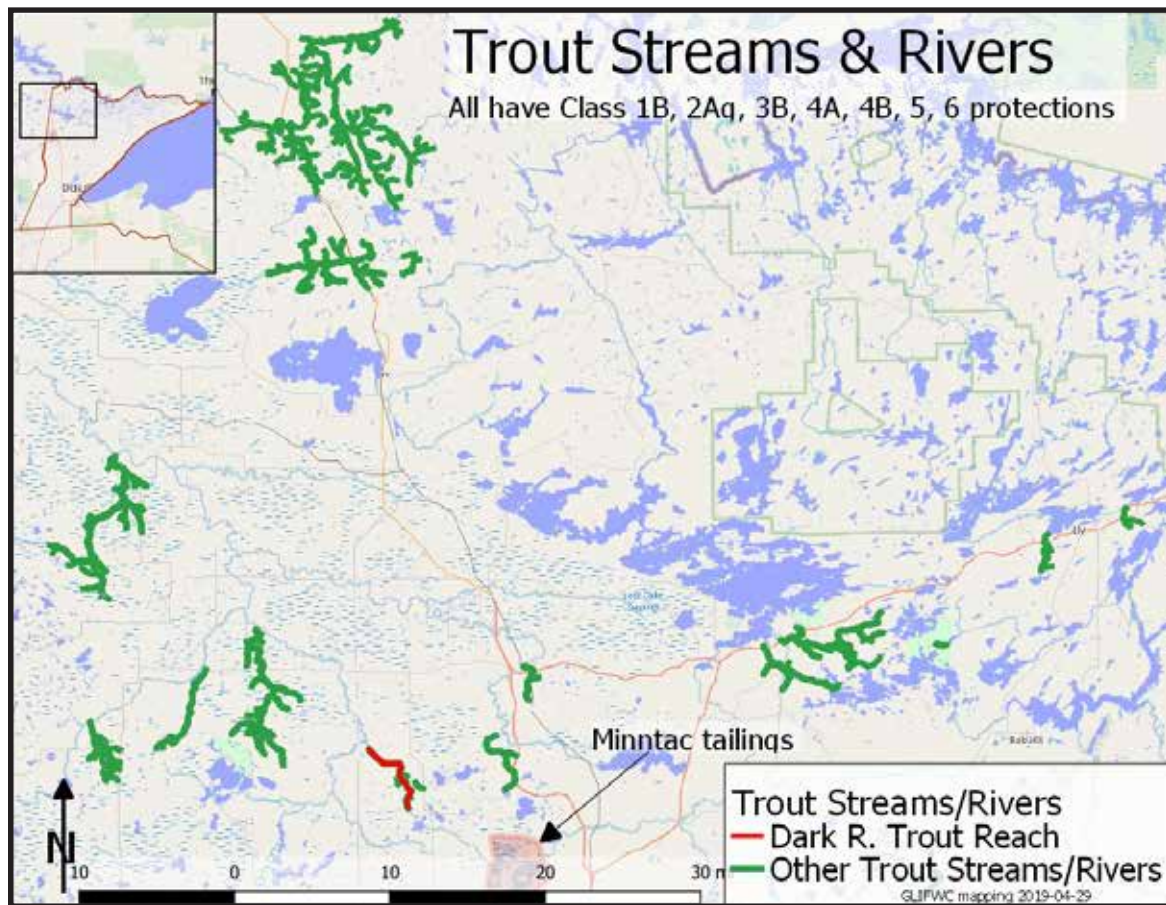 Trout Streams & Rivers
All have Class 1B, 2Ag, 3B, 4A, 4B, 5, 6 protections
Minntac tailings
N
10 0 10 20 30 m
Trout Streams/Rivers
Dark R. Trout Reach
Other Trout Streams/Rivers
GLIFWC mapping 2019-04-29